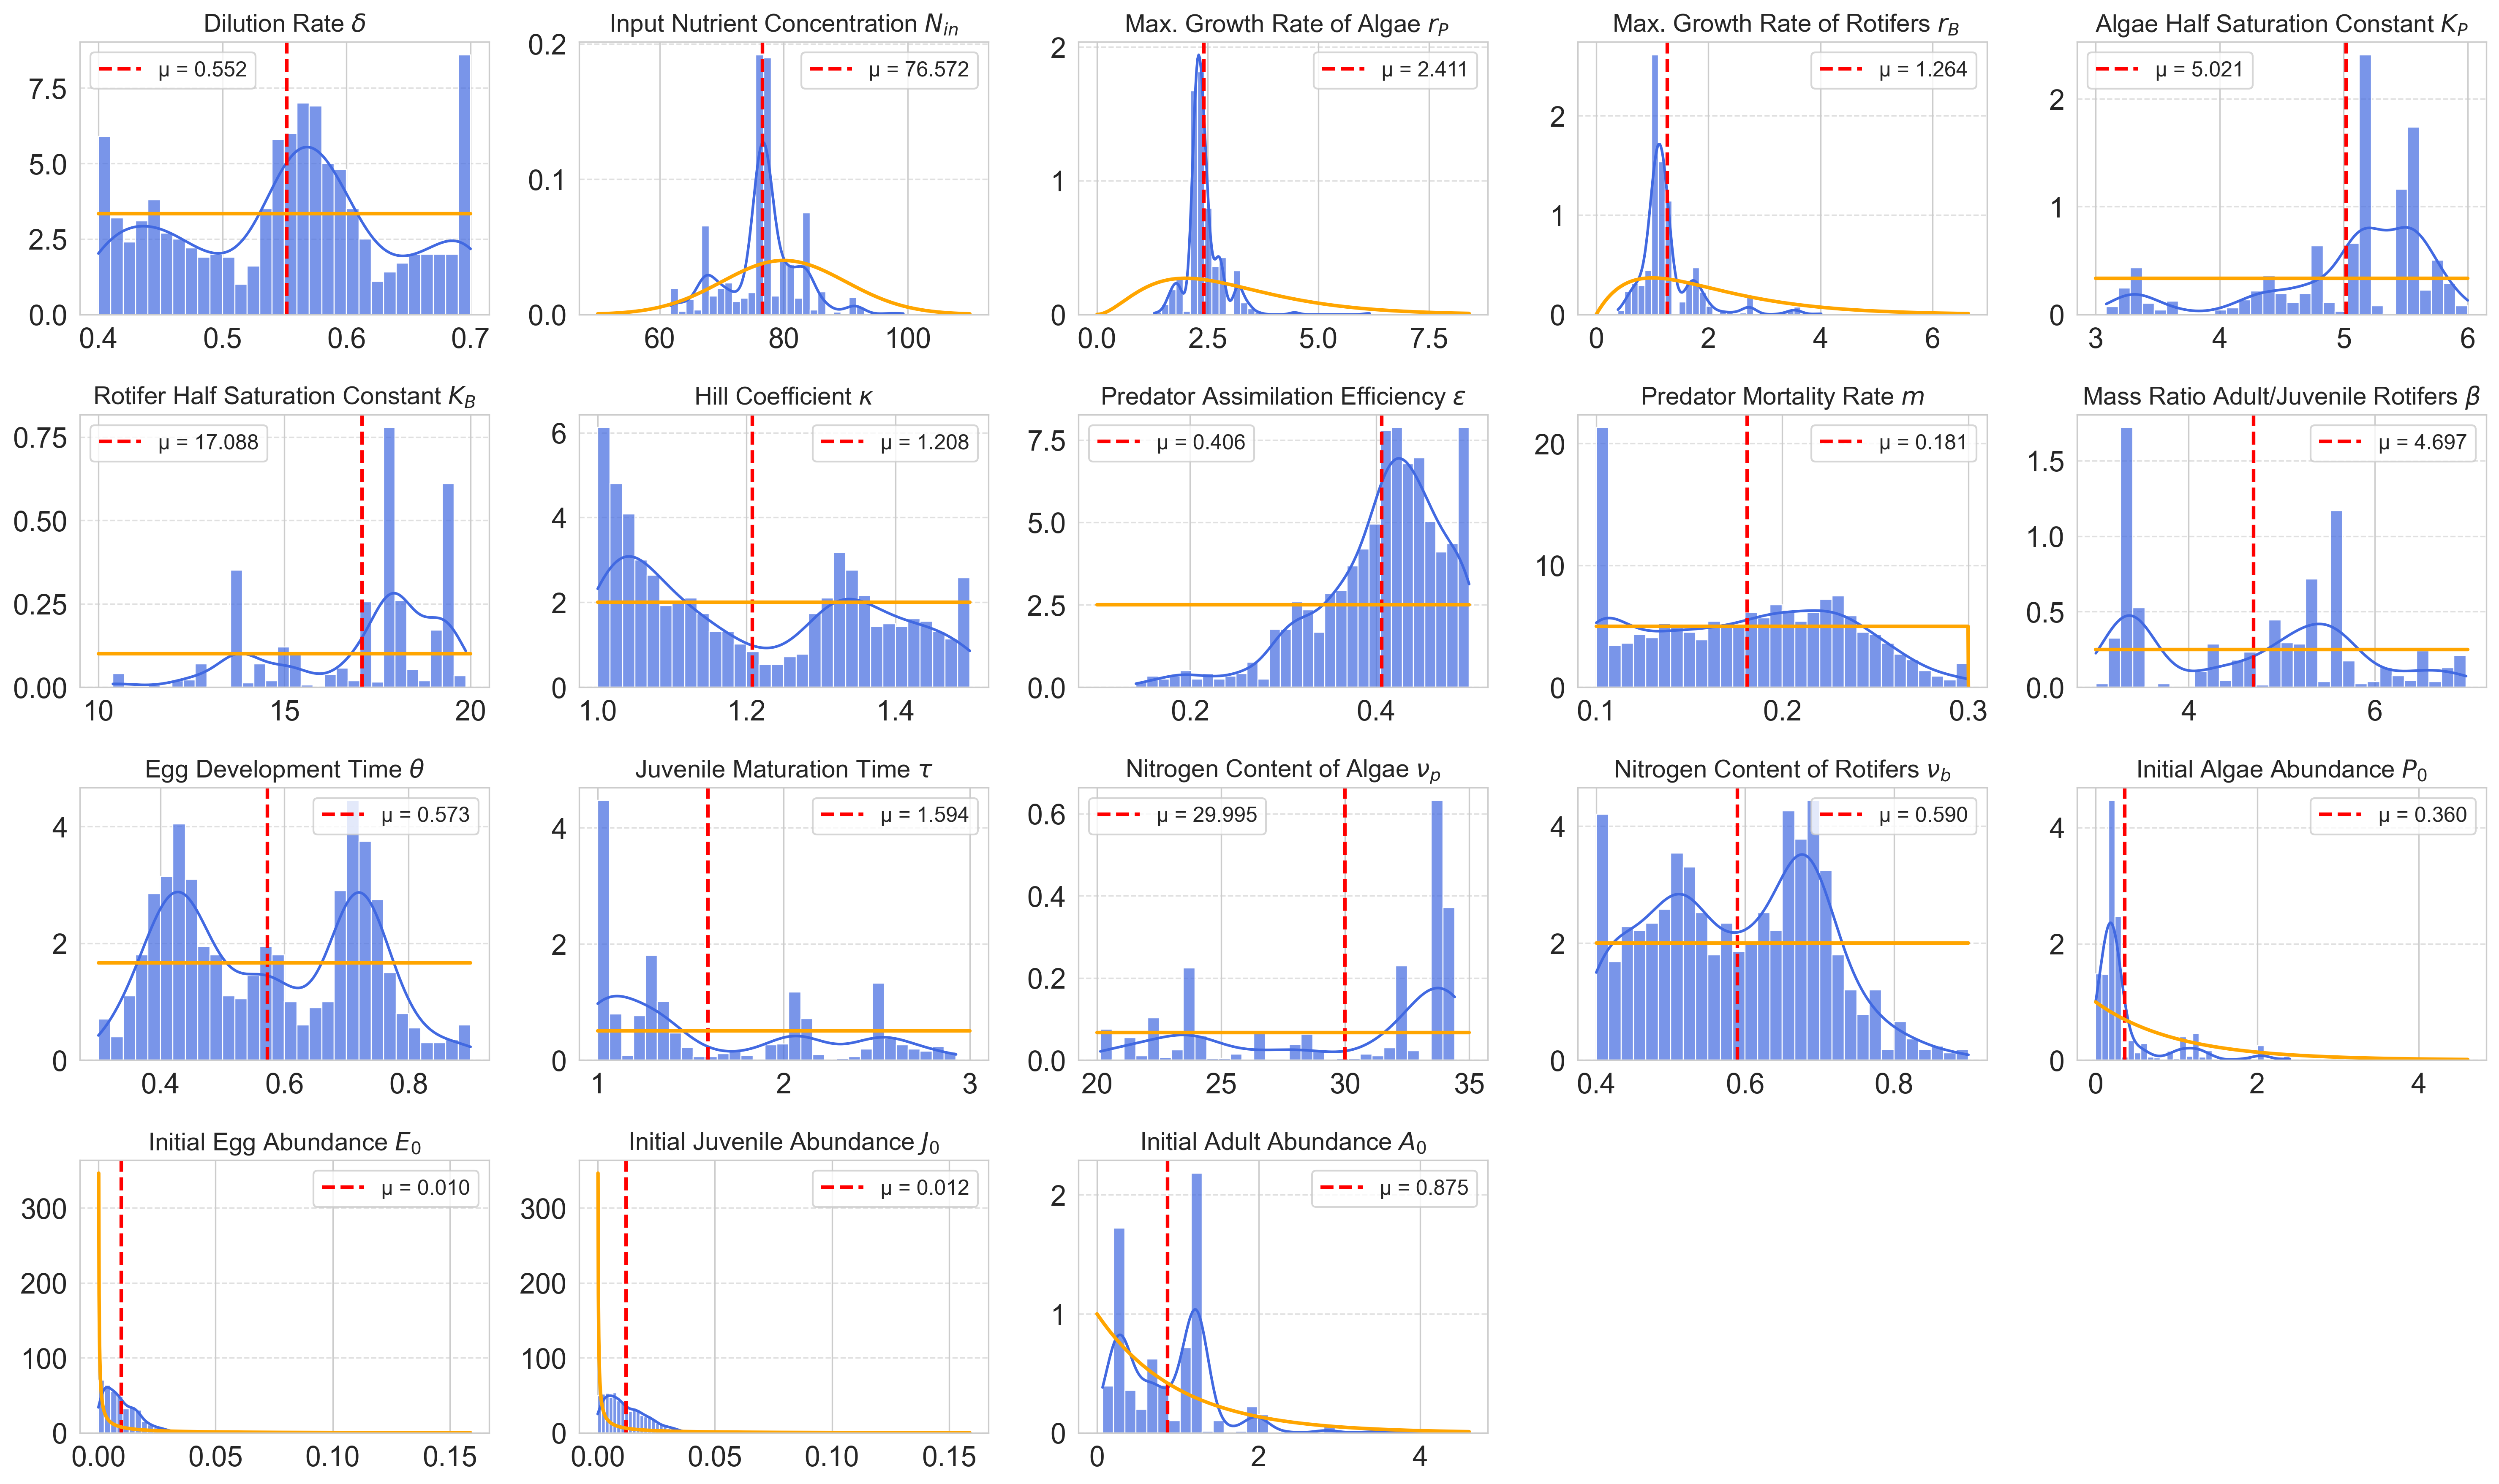 Dilution Rate δ
μ = 0.552
7.5
5.0
2.5
0.0
0.4 0.5 0.6 0.7
Input Nutrient Concentration N_in
μ = 76.572
0.2
0.1
0.0
60 80 100
Max. Growth Rate of Algae r_P
μ = 2.411
2
1
0
0.0 2.5 5.0 7.5
Max. Growth Rate of Rotifers r_B
μ = 1.264
2
1
0
0 2 4 6
Algae Half Saturation Constant K_P
μ = 5.021
2
1
0
3 4 5 6
Rotifer Half Saturation Constant K_B
μ = 17.088
0.75
0.50
0.25
0.00
10 15 20
Hill Coefficient κ
μ = 1.208
6
4
2
0
1.0 1.2 1.4
Predator Assimilation Efficiency ε
μ = 0.406
7.5
5.0
2.5
0.0
0.2 0.4
Predator Mortality Rate m
μ = 0.181
20
10
0
0.1 0.2 0.3
Mass Ratio Adult/Juvenile Rotifers β
μ = 4.697
1.5
1.0
0.5
0.0
4 6
Egg Development Time θ
μ = 0.573
4
2
0
0.4 0.6 0.8
Juvenile Maturation Time τ
μ = 1.594
4
2
0
1 2 3
Nitrogen Content of Algae ν_p
μ = 29.995
0.6
0.4
0.2
0.0
20 25 30 35
Nitrogen Content of Rotifers ν_b
μ = 0.590
4
2
0
0.4 0.6 0.8
Initial Algae Abundance P_0
μ = 0.360
4
2
0
0 2 4
Initial Egg Abundance E_0
μ = 0.010
300
200
100
0
0.00 0.05 0.10 0.15
Initial Juvenile Abundance J_0
μ = 0.012
300
200
100
0
0.00 0.05 0.10 0.15
Initial Adult Abundance A_0
μ = 0.875
2
1
0
0 2 4